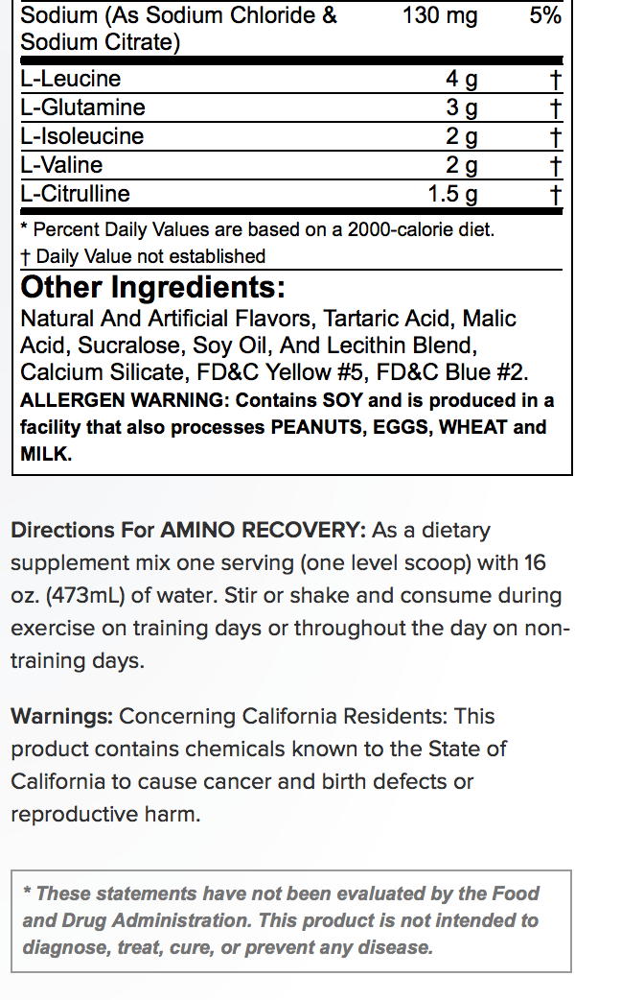 Sodium (As Sodium Chloride & 130 mg 5%
Sodium Citrate)
L-Leucine 4 g †
L-Glutamine 3 g †
L-Isoleucine 2 g †
L-Valine 2 g †
L-Citrulline 1.5 g †
* Percent Daily Values are based on a 2000-calorie diet.
† Daily Value not established
Other Ingredients:
Natural And Artificial Flavors, Tartaric Acid, Malic
Acid, Sucralose, Soy Oil, And Lecithin Blend,
Calcium Silicate, FD&C Yellow #5, FD&C Blue #2.
ALLERGEN WARNING: Contains SOY and is produced in a
facility that also processes PEANUTS, EGGS, WHEAT and
MILK.
Directions For AMINO RECOVERY: As a dietary
supplement mix one serving (one level scoop) with 16
oz. (473mL) of water. Stir or shake and consume during
exercise on training days or throughout the day on non-
training days.
Warnings: Concerning California Residents: This
product contains chemicals known to the State of
California to cause cancer and birth defects or
reproductive harm.
* These statements have not been evaluated by the Food
and Drug Administration. This product is not intended to
diagnose, treat, cure, or prevent any disease.